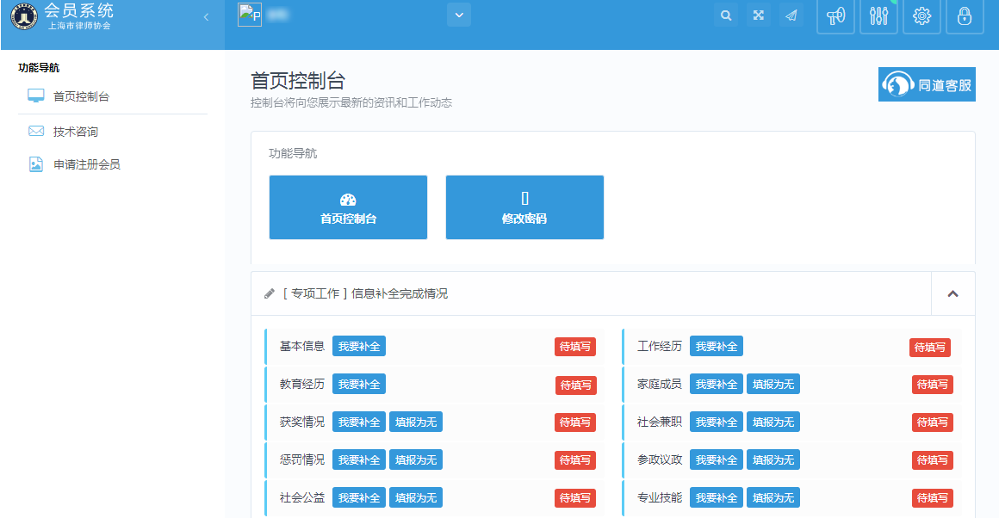 会员系统
上海市律师协会
功能导航
首页控制台
技术咨询
申请注册会员
首页控制台
控制台将向您展示最新的资讯和工作动态
同道客服
功能导航
首页控制台
修改密码
[ 专项工作 ] 信息补全完成情况
基本信息 我要补全 待填写
工作经历 我要补全 待填写
教育经历 我要补全 待填写
家庭成员 我要补全 填报为无 待填写
获奖情况 我要补全 填报为无 待填写
社会兼职 我要补全 填报为无 待填写
惩罚情况 我要补全 填报为无 待填写
参政议政 我要补全 填报为无 待填写
社会公益 我要补全 填报为无 待填写
专业技能 我要补全 填报为无 待填写